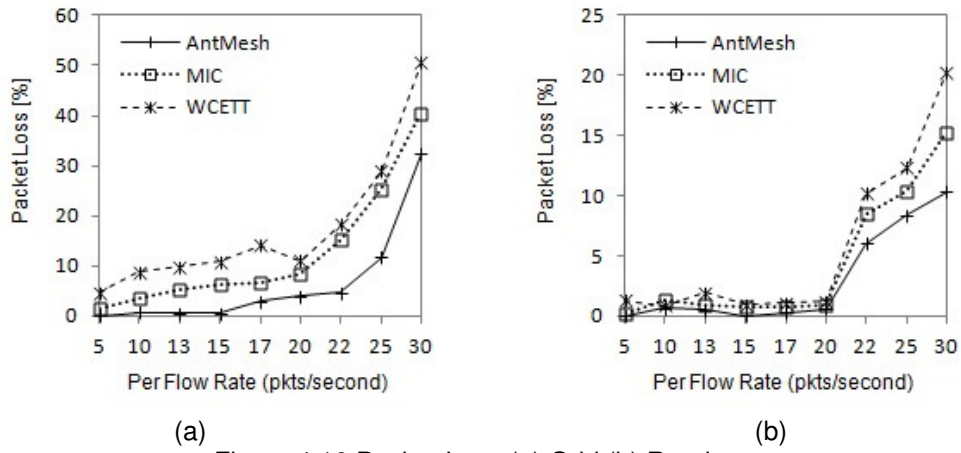 60
50
40
30
20
10
0
Packet Loss [%]
AntMesh
MIC
WCETT
5 10 13 15 17 20 22 25 30
Per Flow Rate (pkts/second)
(a)
25
20
15
10
5
0
Packet Loss [%]
AntMesh
MIC
WCETT
5 10 13 15 17 20 22 25 30
Per Flow Rate (pkts/second)
(b)